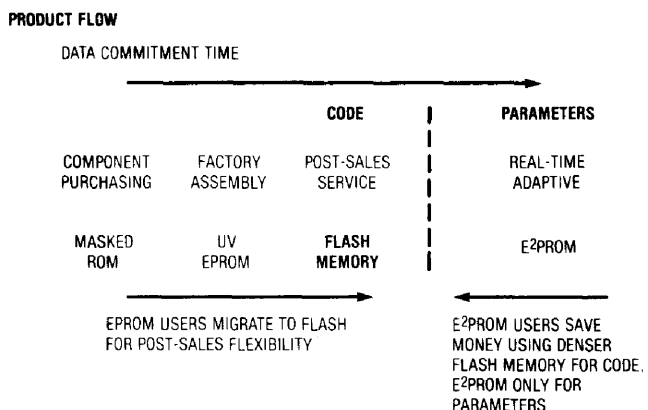 PRODUCT FLOW
DATA COMMITMENT TIME
CODE PARAMETERS
COMPONENT FACTORY POST-SALES REAL-TIME
PURCHASING ASSEMBLY SERVICE ADAPTIVE
MASKED UV FLASH E²PROM
ROM EPROM MEMORY
EPROM USERS MIGRATE TO FLASH
FOR POST-SALES FLEXIBILITY
E²PROM USERS SAVE
MONEY USING DENSER
FLASH MEMORY FOR CODE.
E²PROM ONLY FOR
PARAMETERS